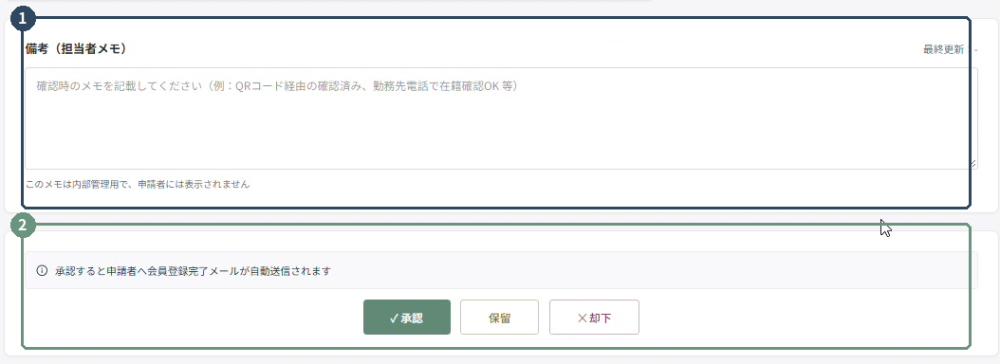 1
備考（担当者メモ）
最終更新：-
確認時のメモを記載してください（例：QRコード経由の確認済み、勤務先電話で在籍確認OK 等）
このメモは内部管理用で、申請者には表示されません
2
承認すると申請者へ会員登録完了メールが自動送信されます
✓承認 保留 ×却下